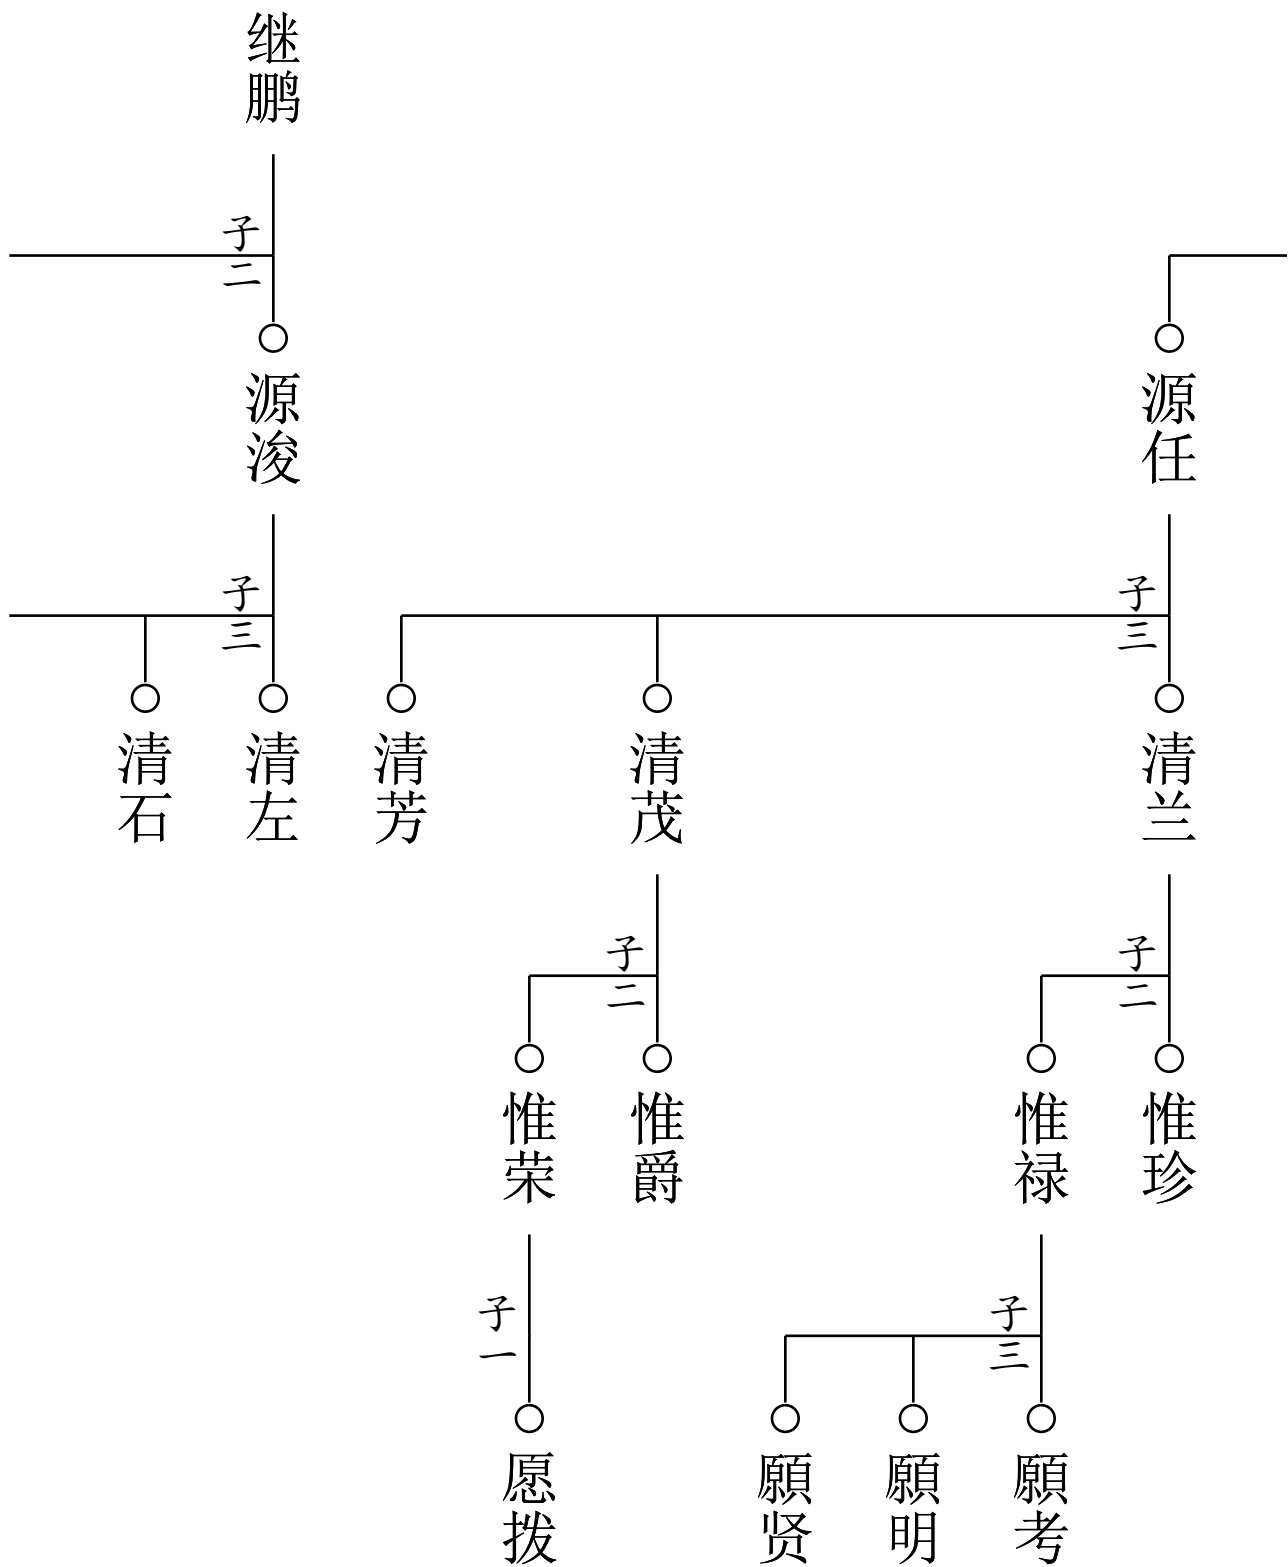 继鹏
子二
源浚
源任
子三
子三
清石
清左
清芳
清茂
清兰
子二
子二
惟荣
惟爵
惟禄
惟珍
子一
子三
愿拨
願贤
願明
願考